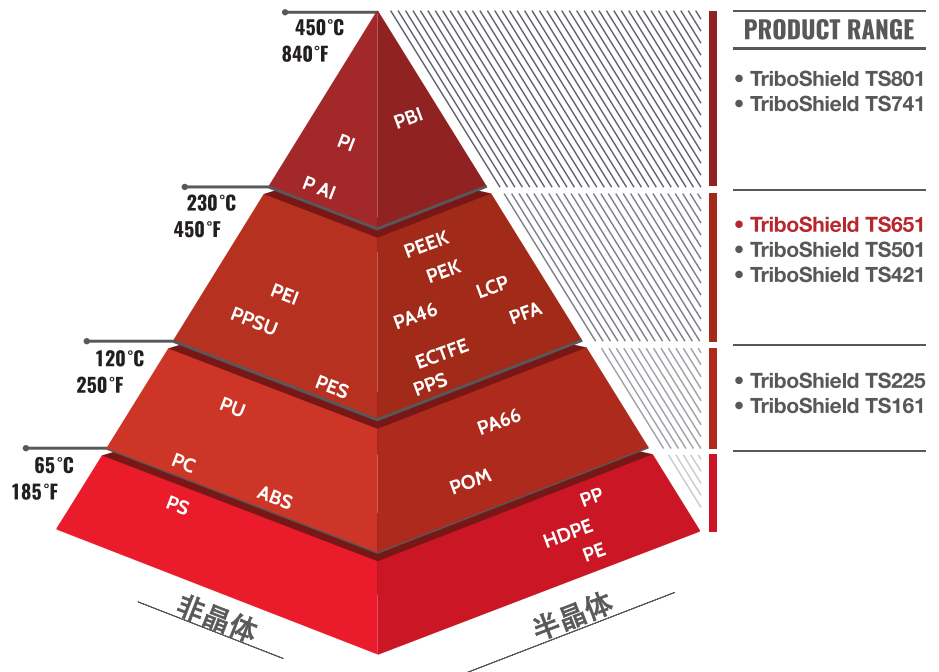 450°C
840°F
PRODUCT RANGE
• TriboShield TS801
• TriboShield TS741
PBI
PI
P AI
230°C
450°F
• TriboShield TS651
• TriboShield TS501
• TriboShield TS421
PEEK
PEK
LCP
PEI
PA46
PFA
PPSU
ECTFE
PES
PPS
120°C
250°F
• TriboShield TS225
• TriboShield TS161
PU
PA66
PC
POM
ABS
65°C
185°F
PS
PP
HDPE
PE
非晶体
半晶体